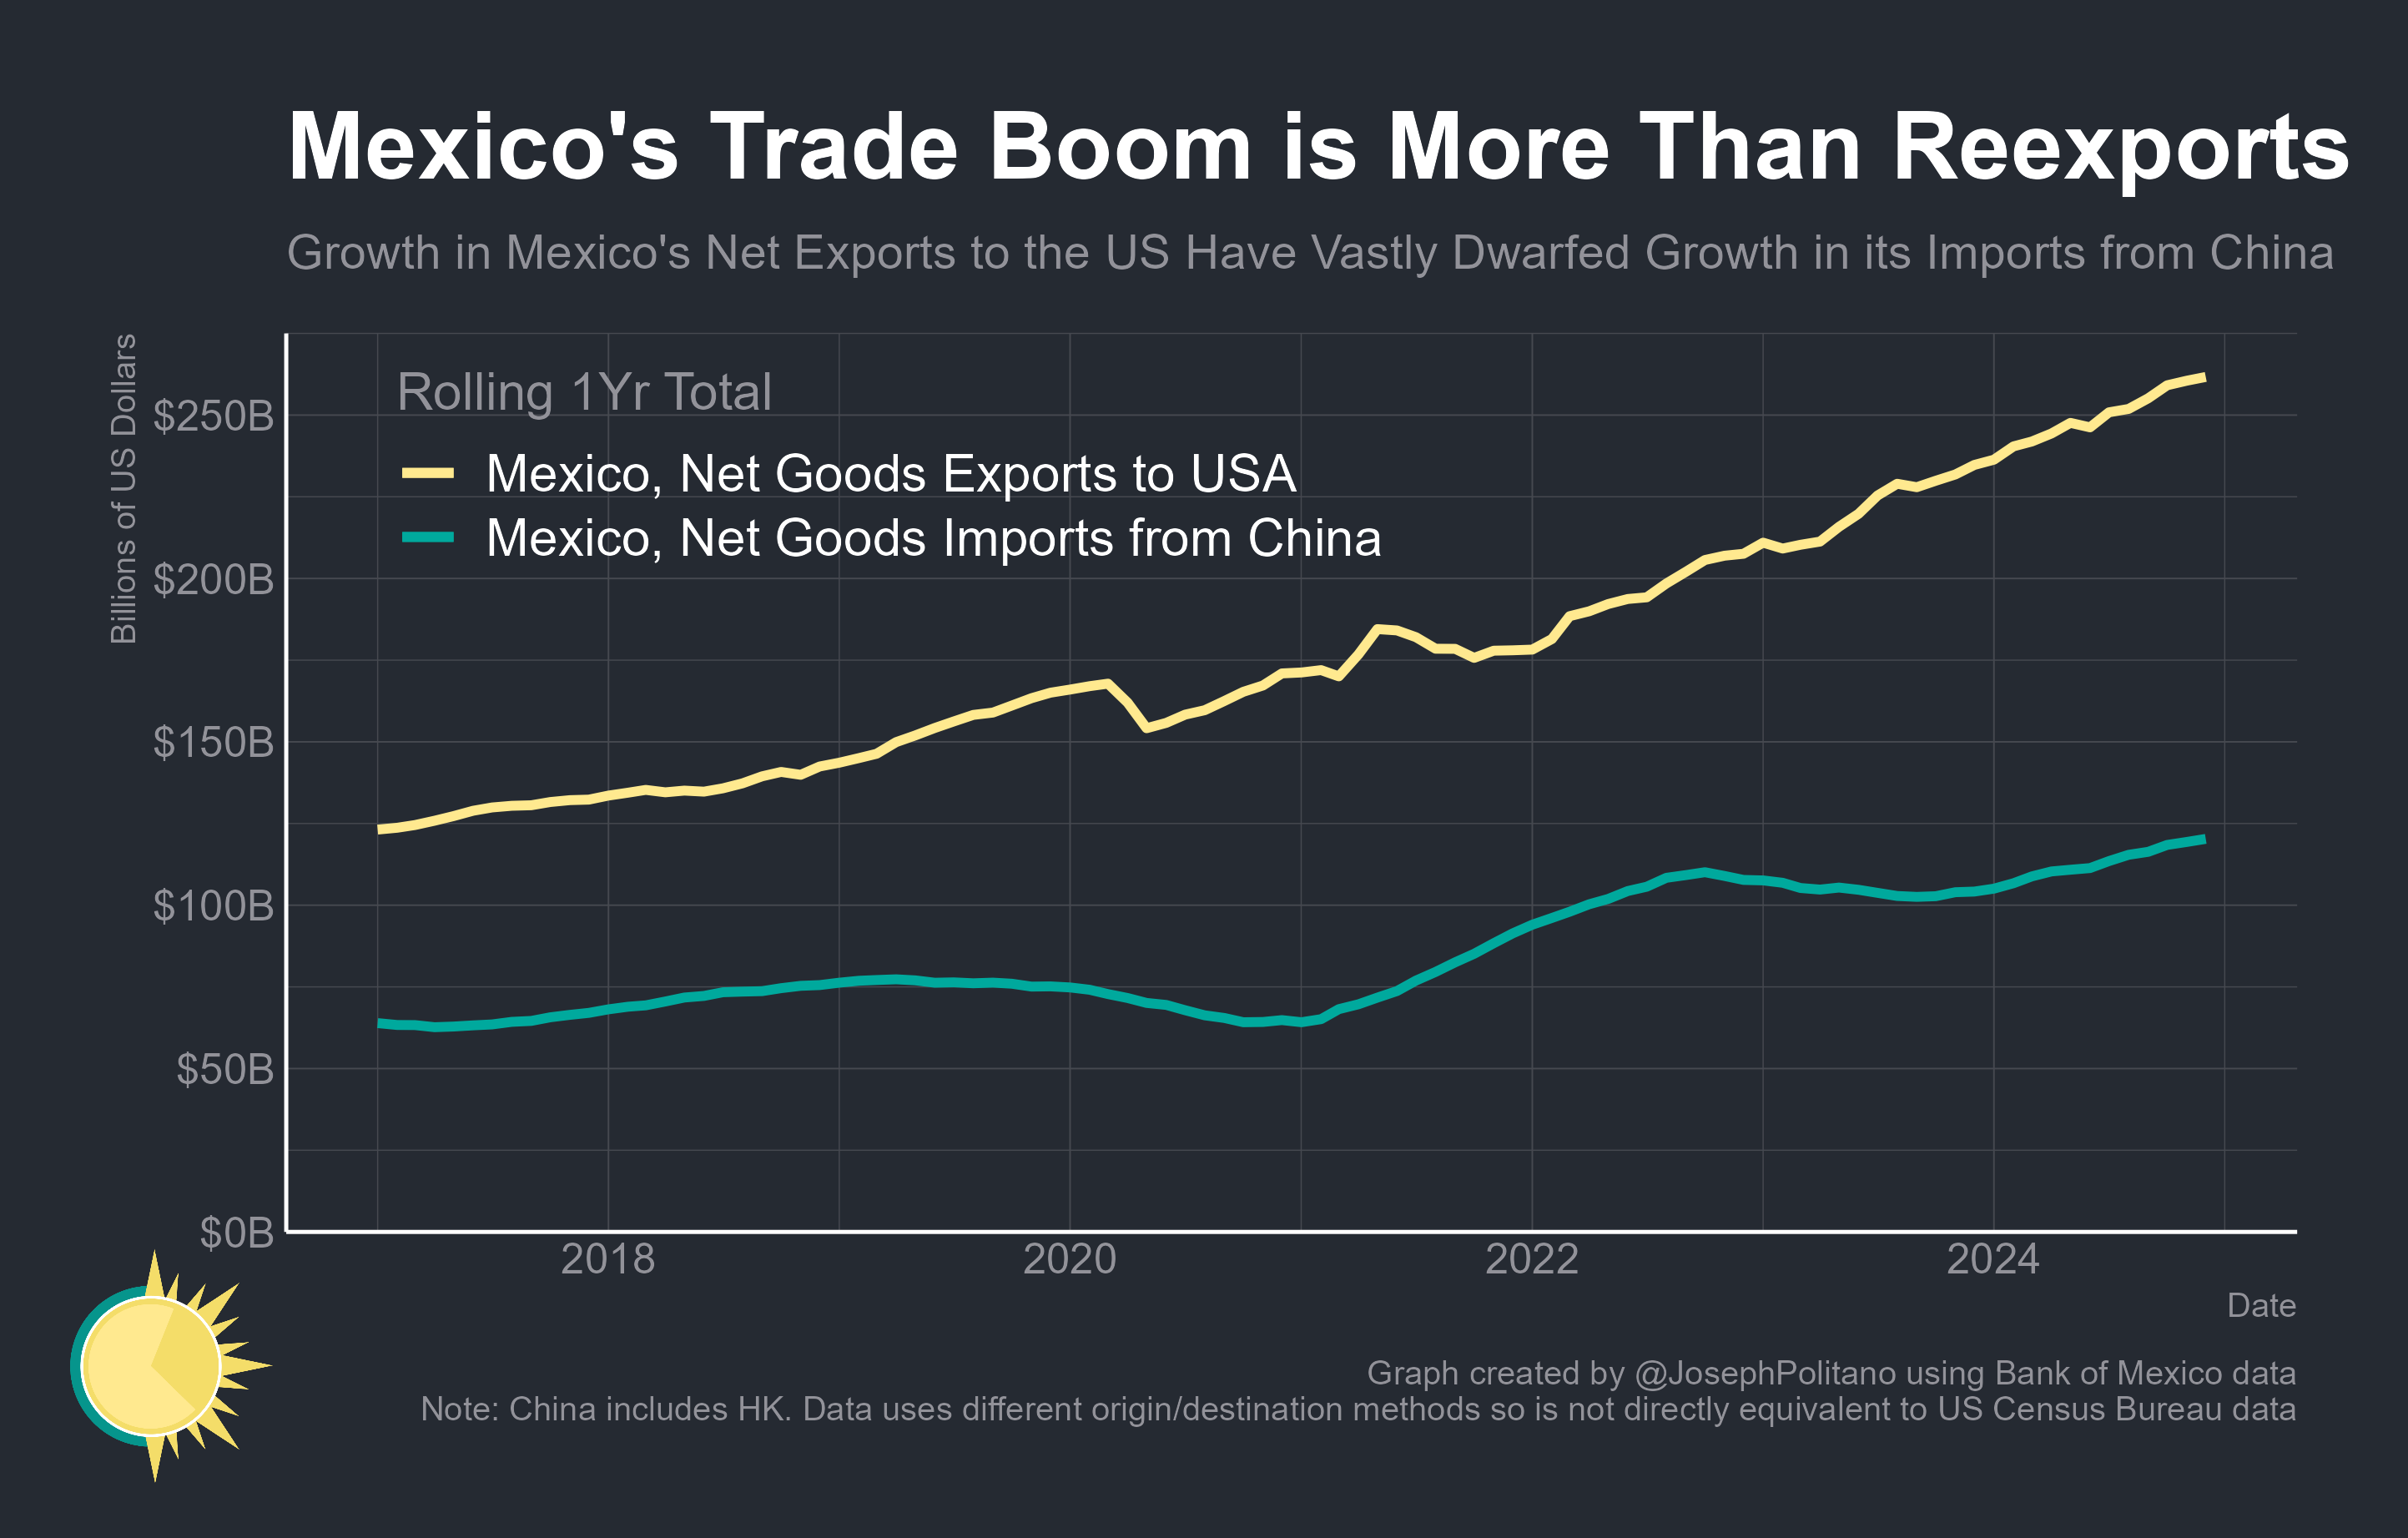 Mexico's Trade Boom is More Than Reexports
Growth in Mexico's Net Exports to the US Have Vastly Dwarfed Growth in its Imports from China
Billions of US Dollars
Rolling 1Yr Total
Mexico, Net Goods Exports to USA
Mexico, Net Goods Imports from China
$250B
$200B
$150B
$100B
$50B
$0B
2018 2020 2022 2024
Date
Graph created by @JosephPolitano using Bank of Mexico data
Note: China includes HK. Data uses different origin/destination methods so is not directly equivalent to US Census Bureau data